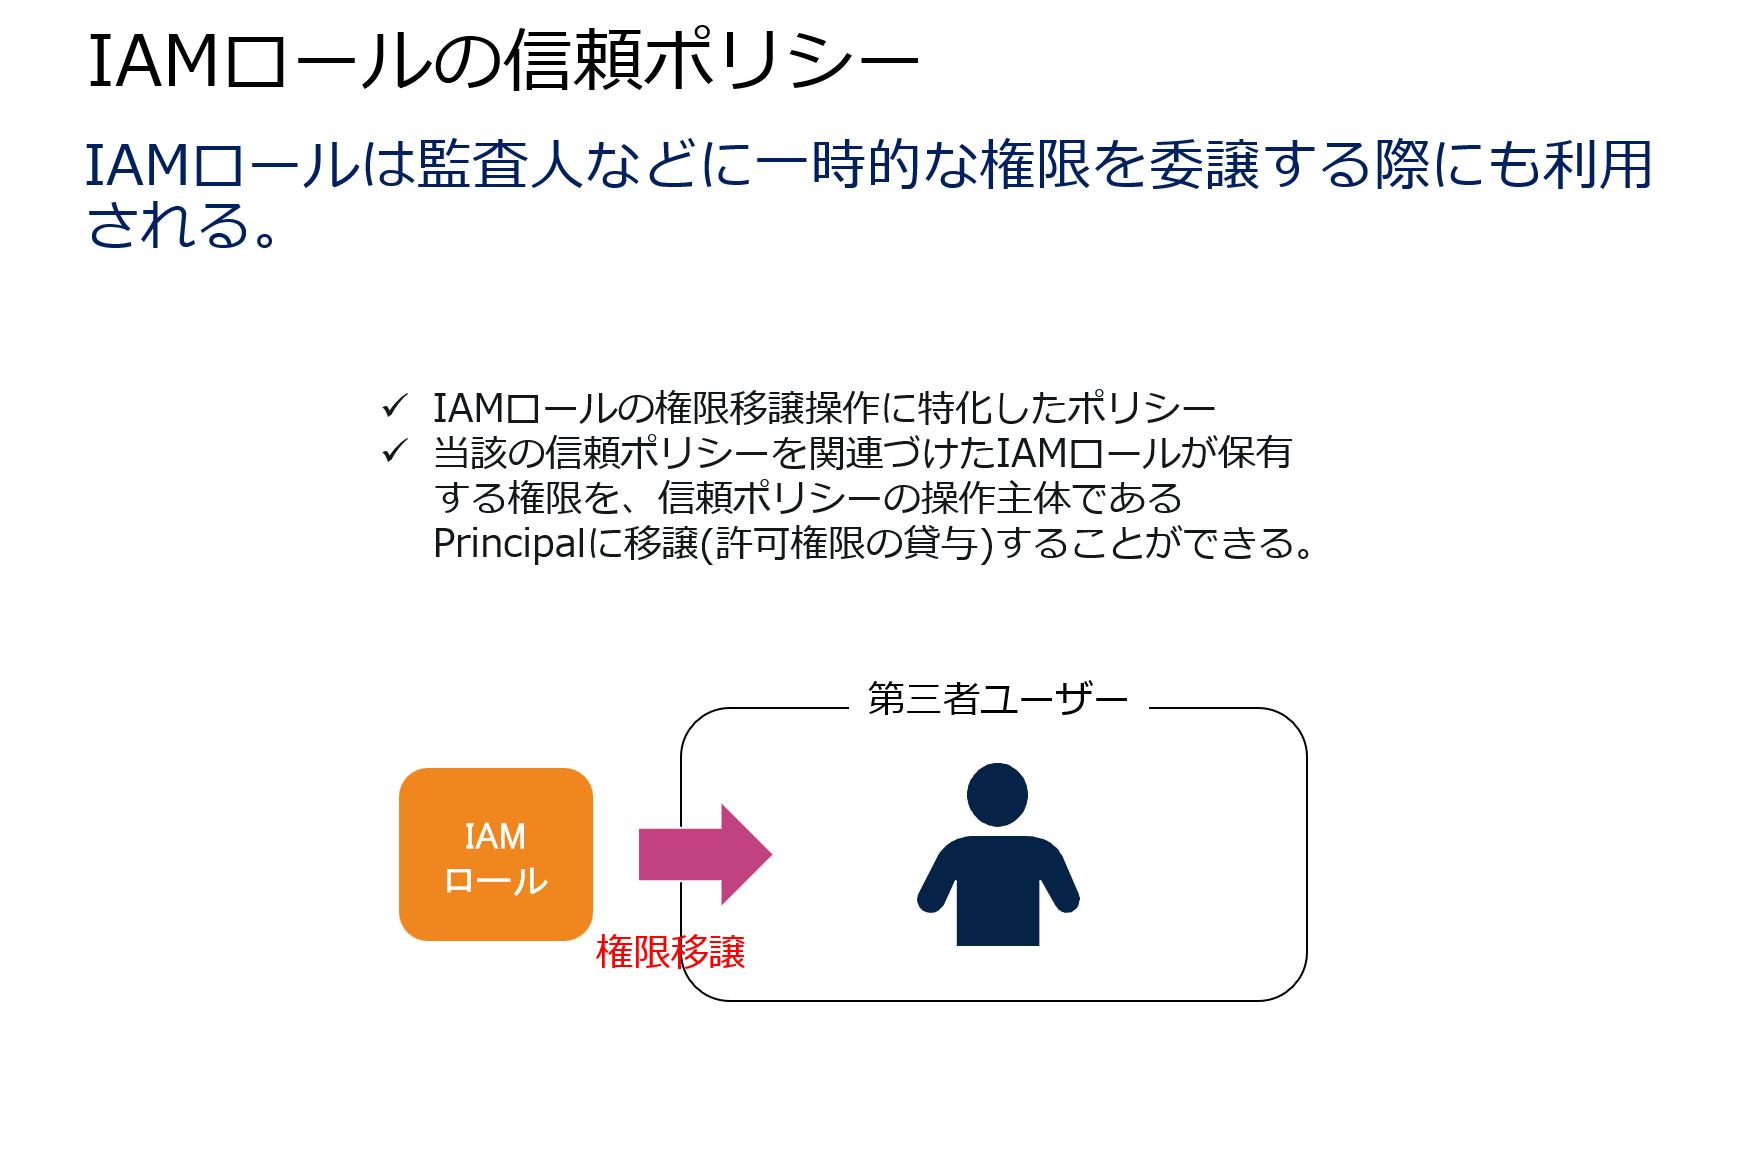 IAMロールの信頼ポリシー
IAMロールは監査人などに一時的な権限を委譲する際にも利用
される。
✓ IAMロールの権限移譲操作に特化したポリシー
✓ 当該の信頼ポリシーを関連づけたIAMロールが保有
する権限を、信頼ポリシーの操作主体である
Principalに移譲(許可権限の貸与)することができる。
第三者ユーザー
IAM
ロール
権限移譲